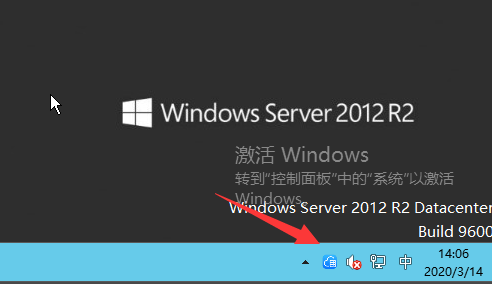 Windows Server 2012 R2
激活 Windows
转到“控制面板”中的“系统”以激活
Windows
Windows Server 2012 R2 Datacenter
Build 9600
中
14:06
2020/3/14